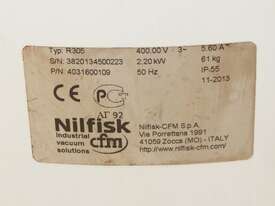 Typ. R305 400.00 V 3~ 5.60 A
S/N: 3820134500223 2,20 kW 61 kg
P/N: 4031600109 50 Hz IP-55
11-2013
CE
АГ 92
Nilfisk
industrial vacuum solutions
cfm
Nilfisk-CFM S.p.A.
Via Porrettana 1991
41059 Zocca (MO) - ITALY
http://www.nilfisk-cfm.com